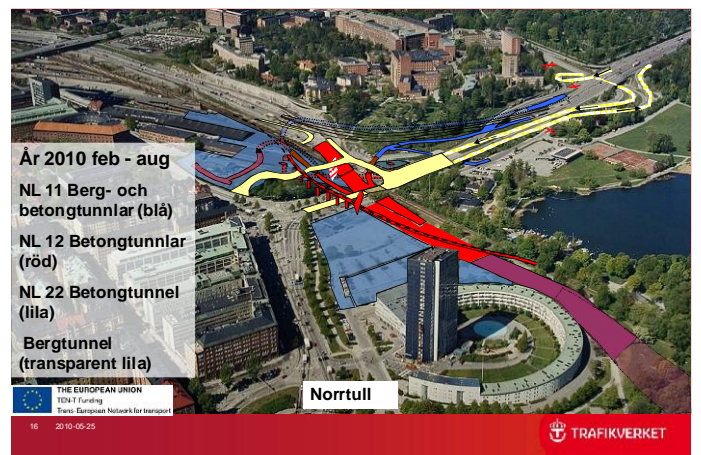 År 2010 feb - aug
NL 11 Berg- och
betongtunnlar (blå)
NL 12 Betongtunnlar
(röd)
NL 22 Betongtunnel
(lila)
Bergtunnel
(transparent lila)
Norrtull
THE EUROPEAN UNION
TEN-T Funding
Trans-European Network for transport
16 2010-05-25
TRAFIKVERKET